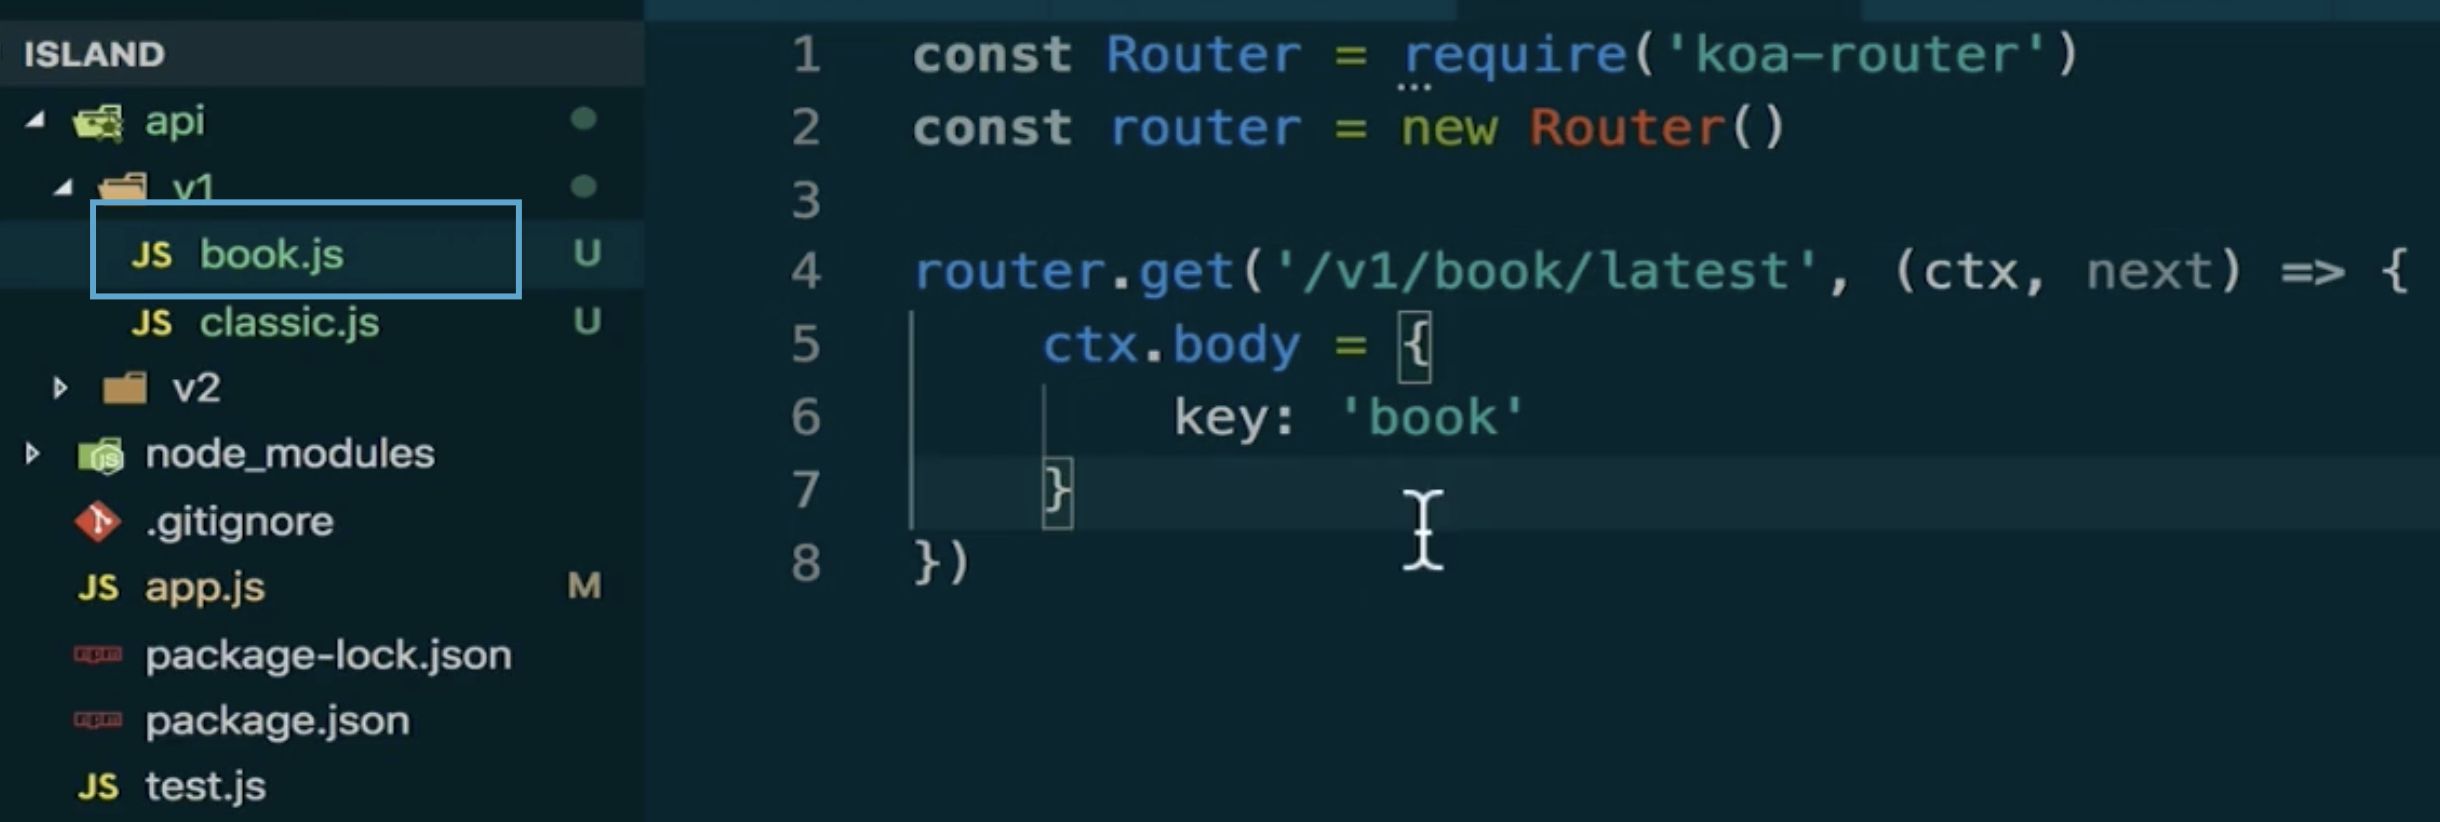 ISLAND
api
v1
JS book.js U
JS classic.js U
v2
node_modules
.gitignore
JS app.js M
package-lock.json
package.json
JS test.js
1 const Router = require('koa-router')
2 const router = new Router()
3
4 router.get('/v1/book/latest', (ctx, next) => {
5 ctx.body = {
6 key: 'book'
7 }
8 })